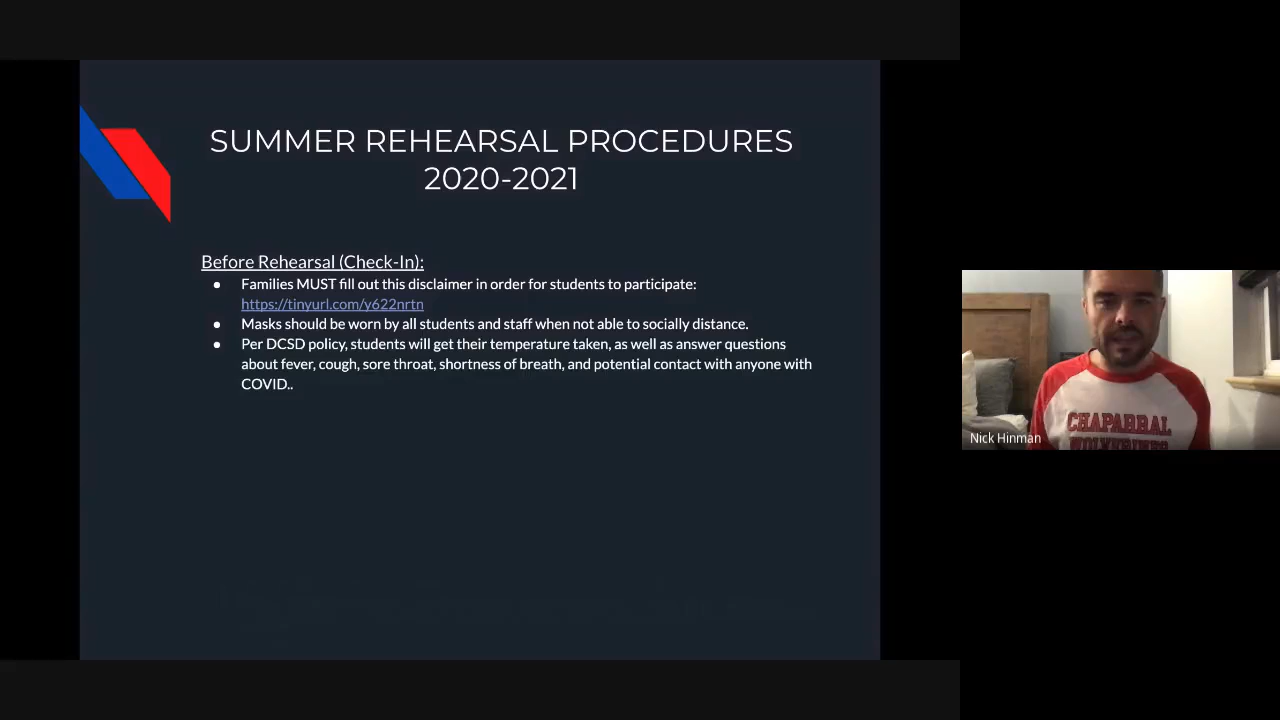 SUMMER REHEARSAL PROCEDURES
2020-2021
Before Rehearsal (Check-In):
● Families MUST fill out this disclaimer in order for students to participate:
https://tinyurl.com/y622nrtn
● Masks should be worn by all students and staff when not able to socially distance.
● Per DCSD policy, students will get their temperature taken, as well as answer questions
about fever, cough, sore throat, shortness of breath, and potential contact with anyone with
COVID..
CHAPARRAL
WOLVERINES
Nick Hinman